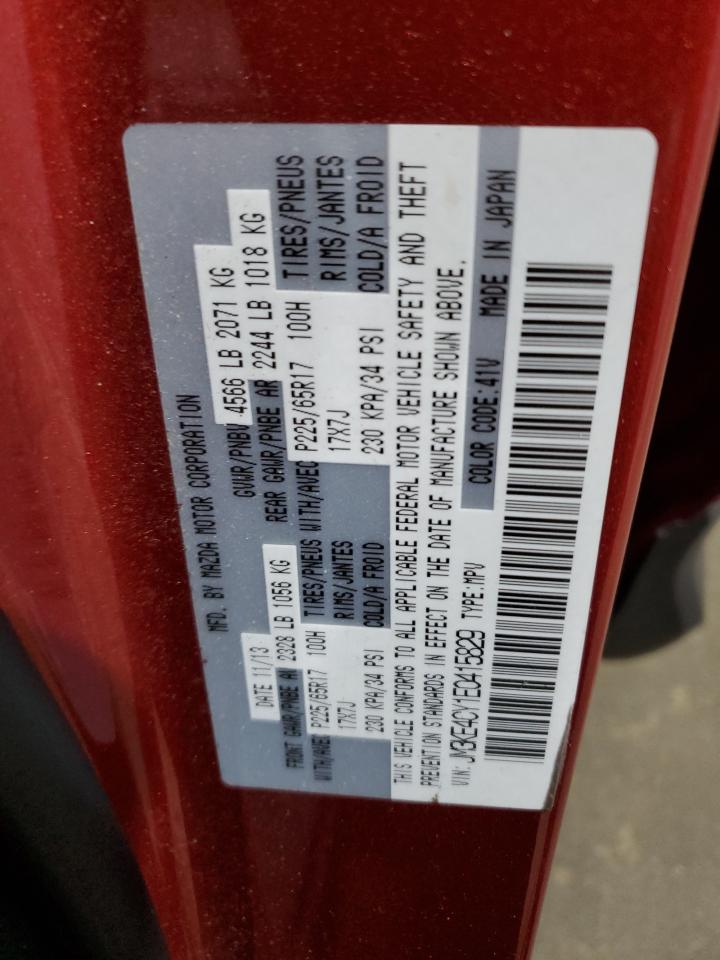 MFD. BY MAZDA MOTOR CORPORATION
DATE 11/13 GVWR/PNBV 4566 LB 2071 KG
FRONT GAWR/PNBE AV 2328 LB 1056 KG REAR GAWR/PNBE AR 2244 LB 1018 KG
WITH/AVEC P225/65R17 100H TIRES/PNEUS WITH/AVEC P225/65R17 100H TIRES/PNEUS
17X7J RIMS/JANTES 17X7J RIMS/JANTES
230 KPA/34 PSI COLD/A FROID 230 KPA/34 PSI COLD/A FROID
THIS VEHICLE CONFORMS TO ALL APPLICABLE FEDERAL MOTOR VEHICLE SAFETY AND THEFT
PREVENTION STANDARDS IN EFFECT ON THE DATE OF MANUFACTURE SHOWN ABOVE.
VIN: JM3KE4CY1E0415829 TYPE: MPV COLOR CODE: 41V MADE IN JAPAN